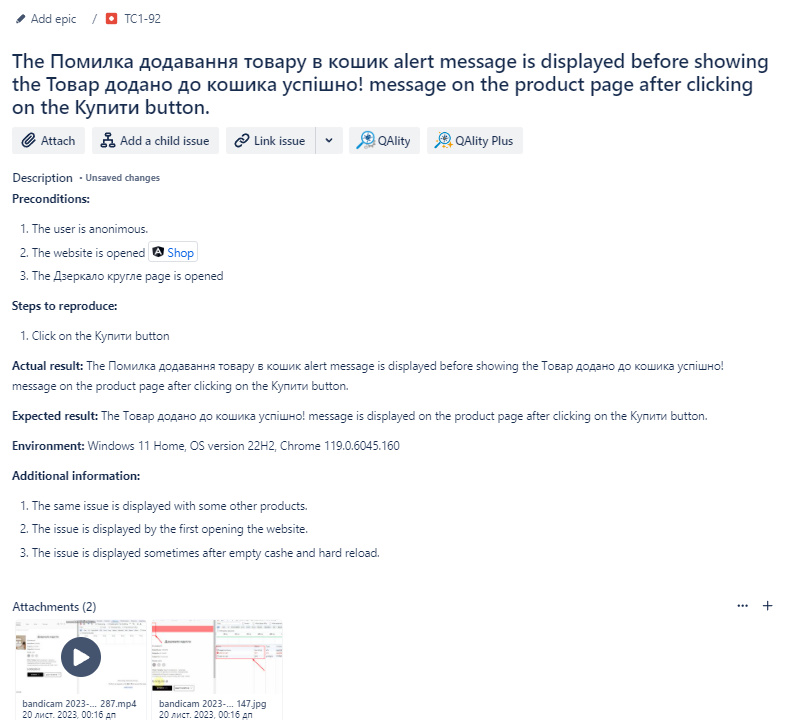 Add epic / TC1-92
The Помилка додавання товару в кошик alert message is displayed before showing
the Товар додано до кошика успішно! message on the product page after clicking
on the Купити button.
Attach Add a child issue Link issue QAlity QAlity Plus
Description • Unsaved changes
Preconditions:
1. The user is anonimous.
2. The website is opened Shop
3. The Дзеркало кругле page is opened
Steps to reproduce:
1. Click on the Купити button
Actual result: The Помилка додавання товару в кошик alert message is displayed before showing the Товар додано до кошика успішно!
message on the product page after clicking on the Купити button.
Expected result: The Товар додано до кошика успішно! message is displayed on the product page after clicking on the Купити button.
Environment: Windows 11 Home, OS version 22H2, Chrome 119.0.6045.160
Additional information:
1. The same issue is displayed with some other products.
2. The issue is displayed by the first opening the website.
3. The issue is displayed sometimes after empty cashe and hard reload.
Attachments (2)
bandicam 2023-... 287.mp4 bandicam 2023-... 147.jpg
20 лист. 2023, 00:16 дп 20 лист. 2023, 00:16 дп